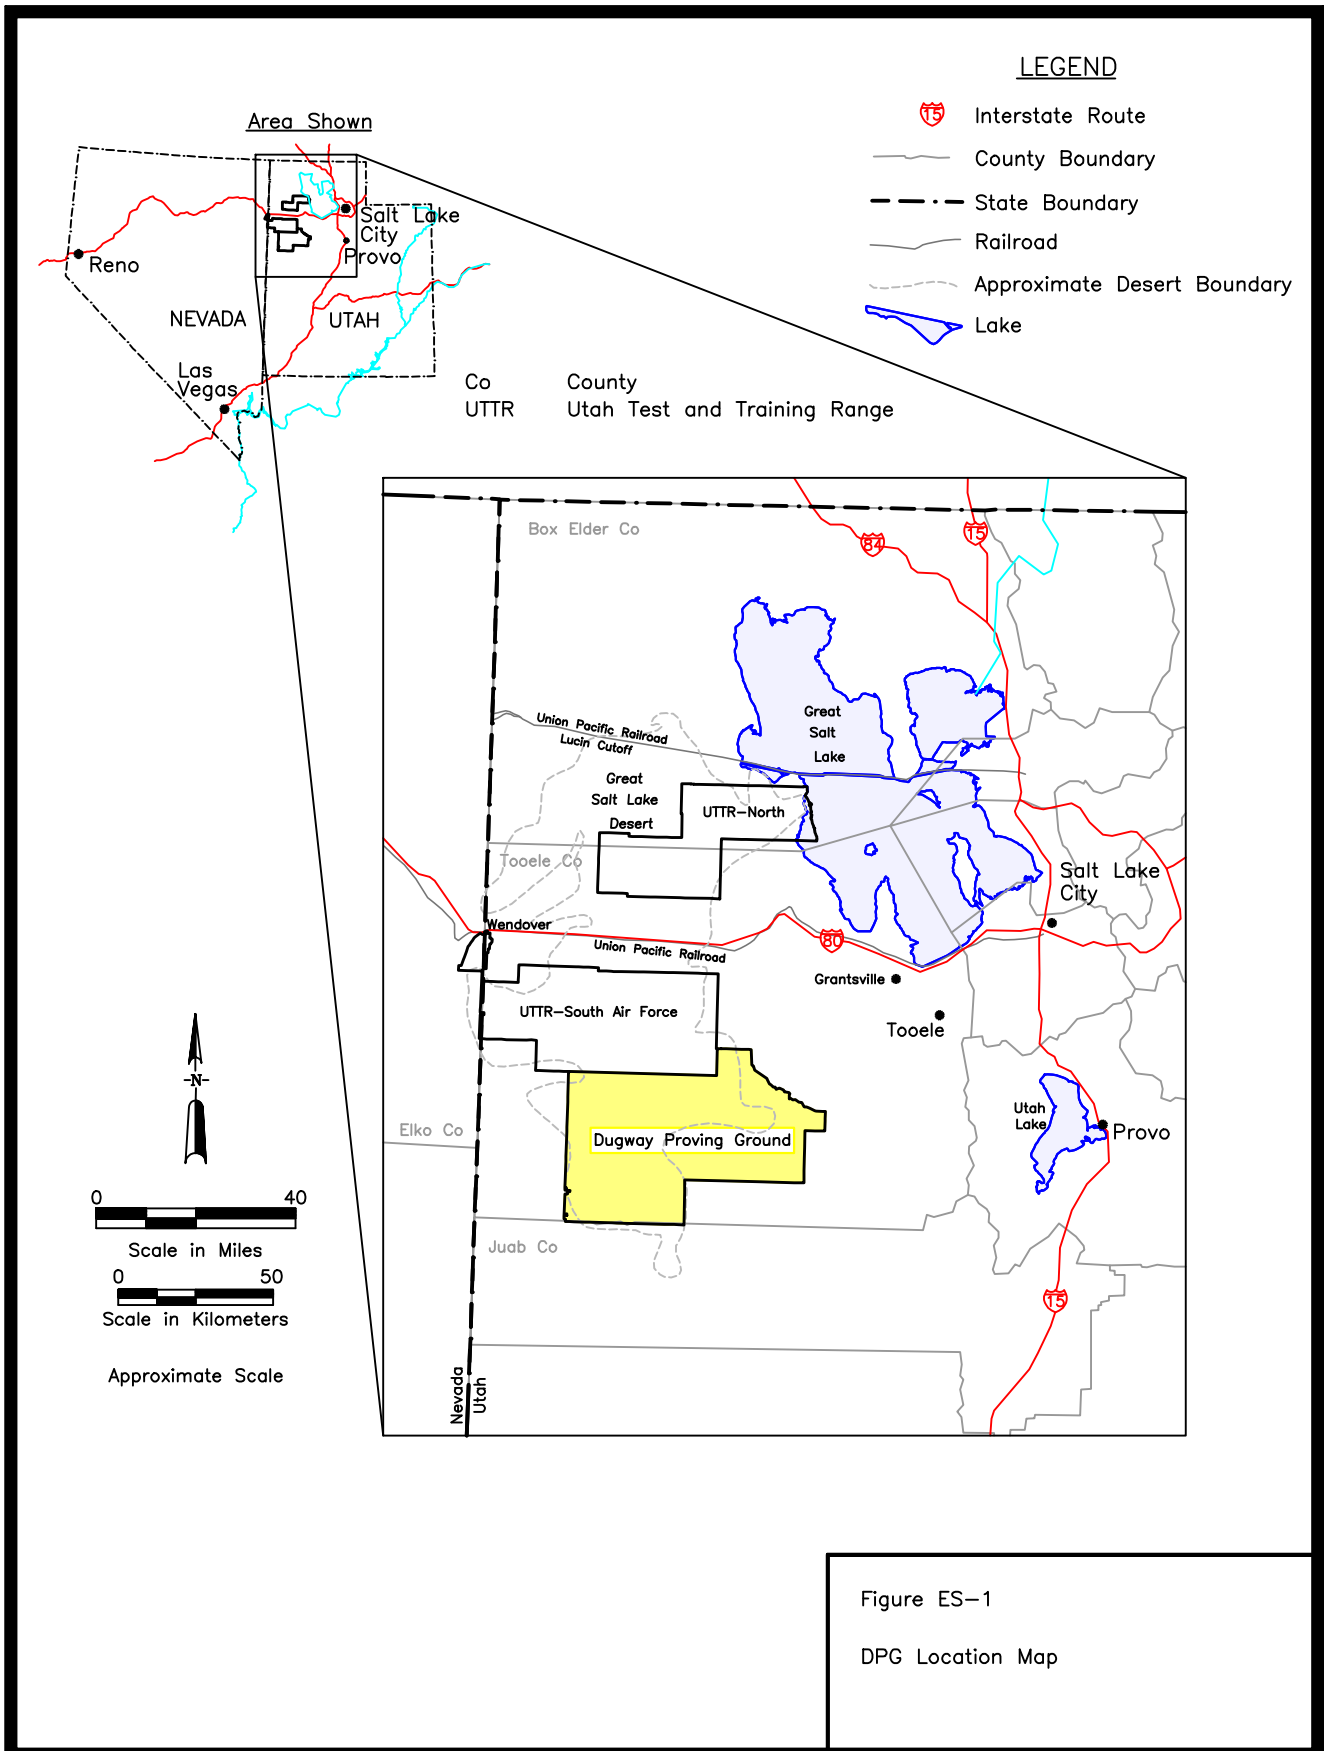 LEGEND
15 Interstate Route
County Boundary
State Boundary
Railroad
Approximate Desert Boundary
Lake
Area Shown
Salt Lake
City
Provo
Reno
NEVADA
UTAH
Las
Vegas
Co County
UTTR Utah Test and Training Range
Box Elder Co
84
15
Union Pacific Railroad
Lucin Cutoff
Great
Salt
Lake
Great
Salt Lake
Desert
UTTR-North
Tooele Co
Salt Lake
City
Wendover
Union Pacific Railroad
80
Grantsville
Tooele
UTTR-South Air Force
-N-
Elko Co
Dugway Proving Ground
Utah
Lake
Provo
0 40
Scale in Miles
0 50
Scale in Kilometers
Approximate Scale
Juab Co
15
Nevada
Utah
Figure ES-1
DPG Location Map